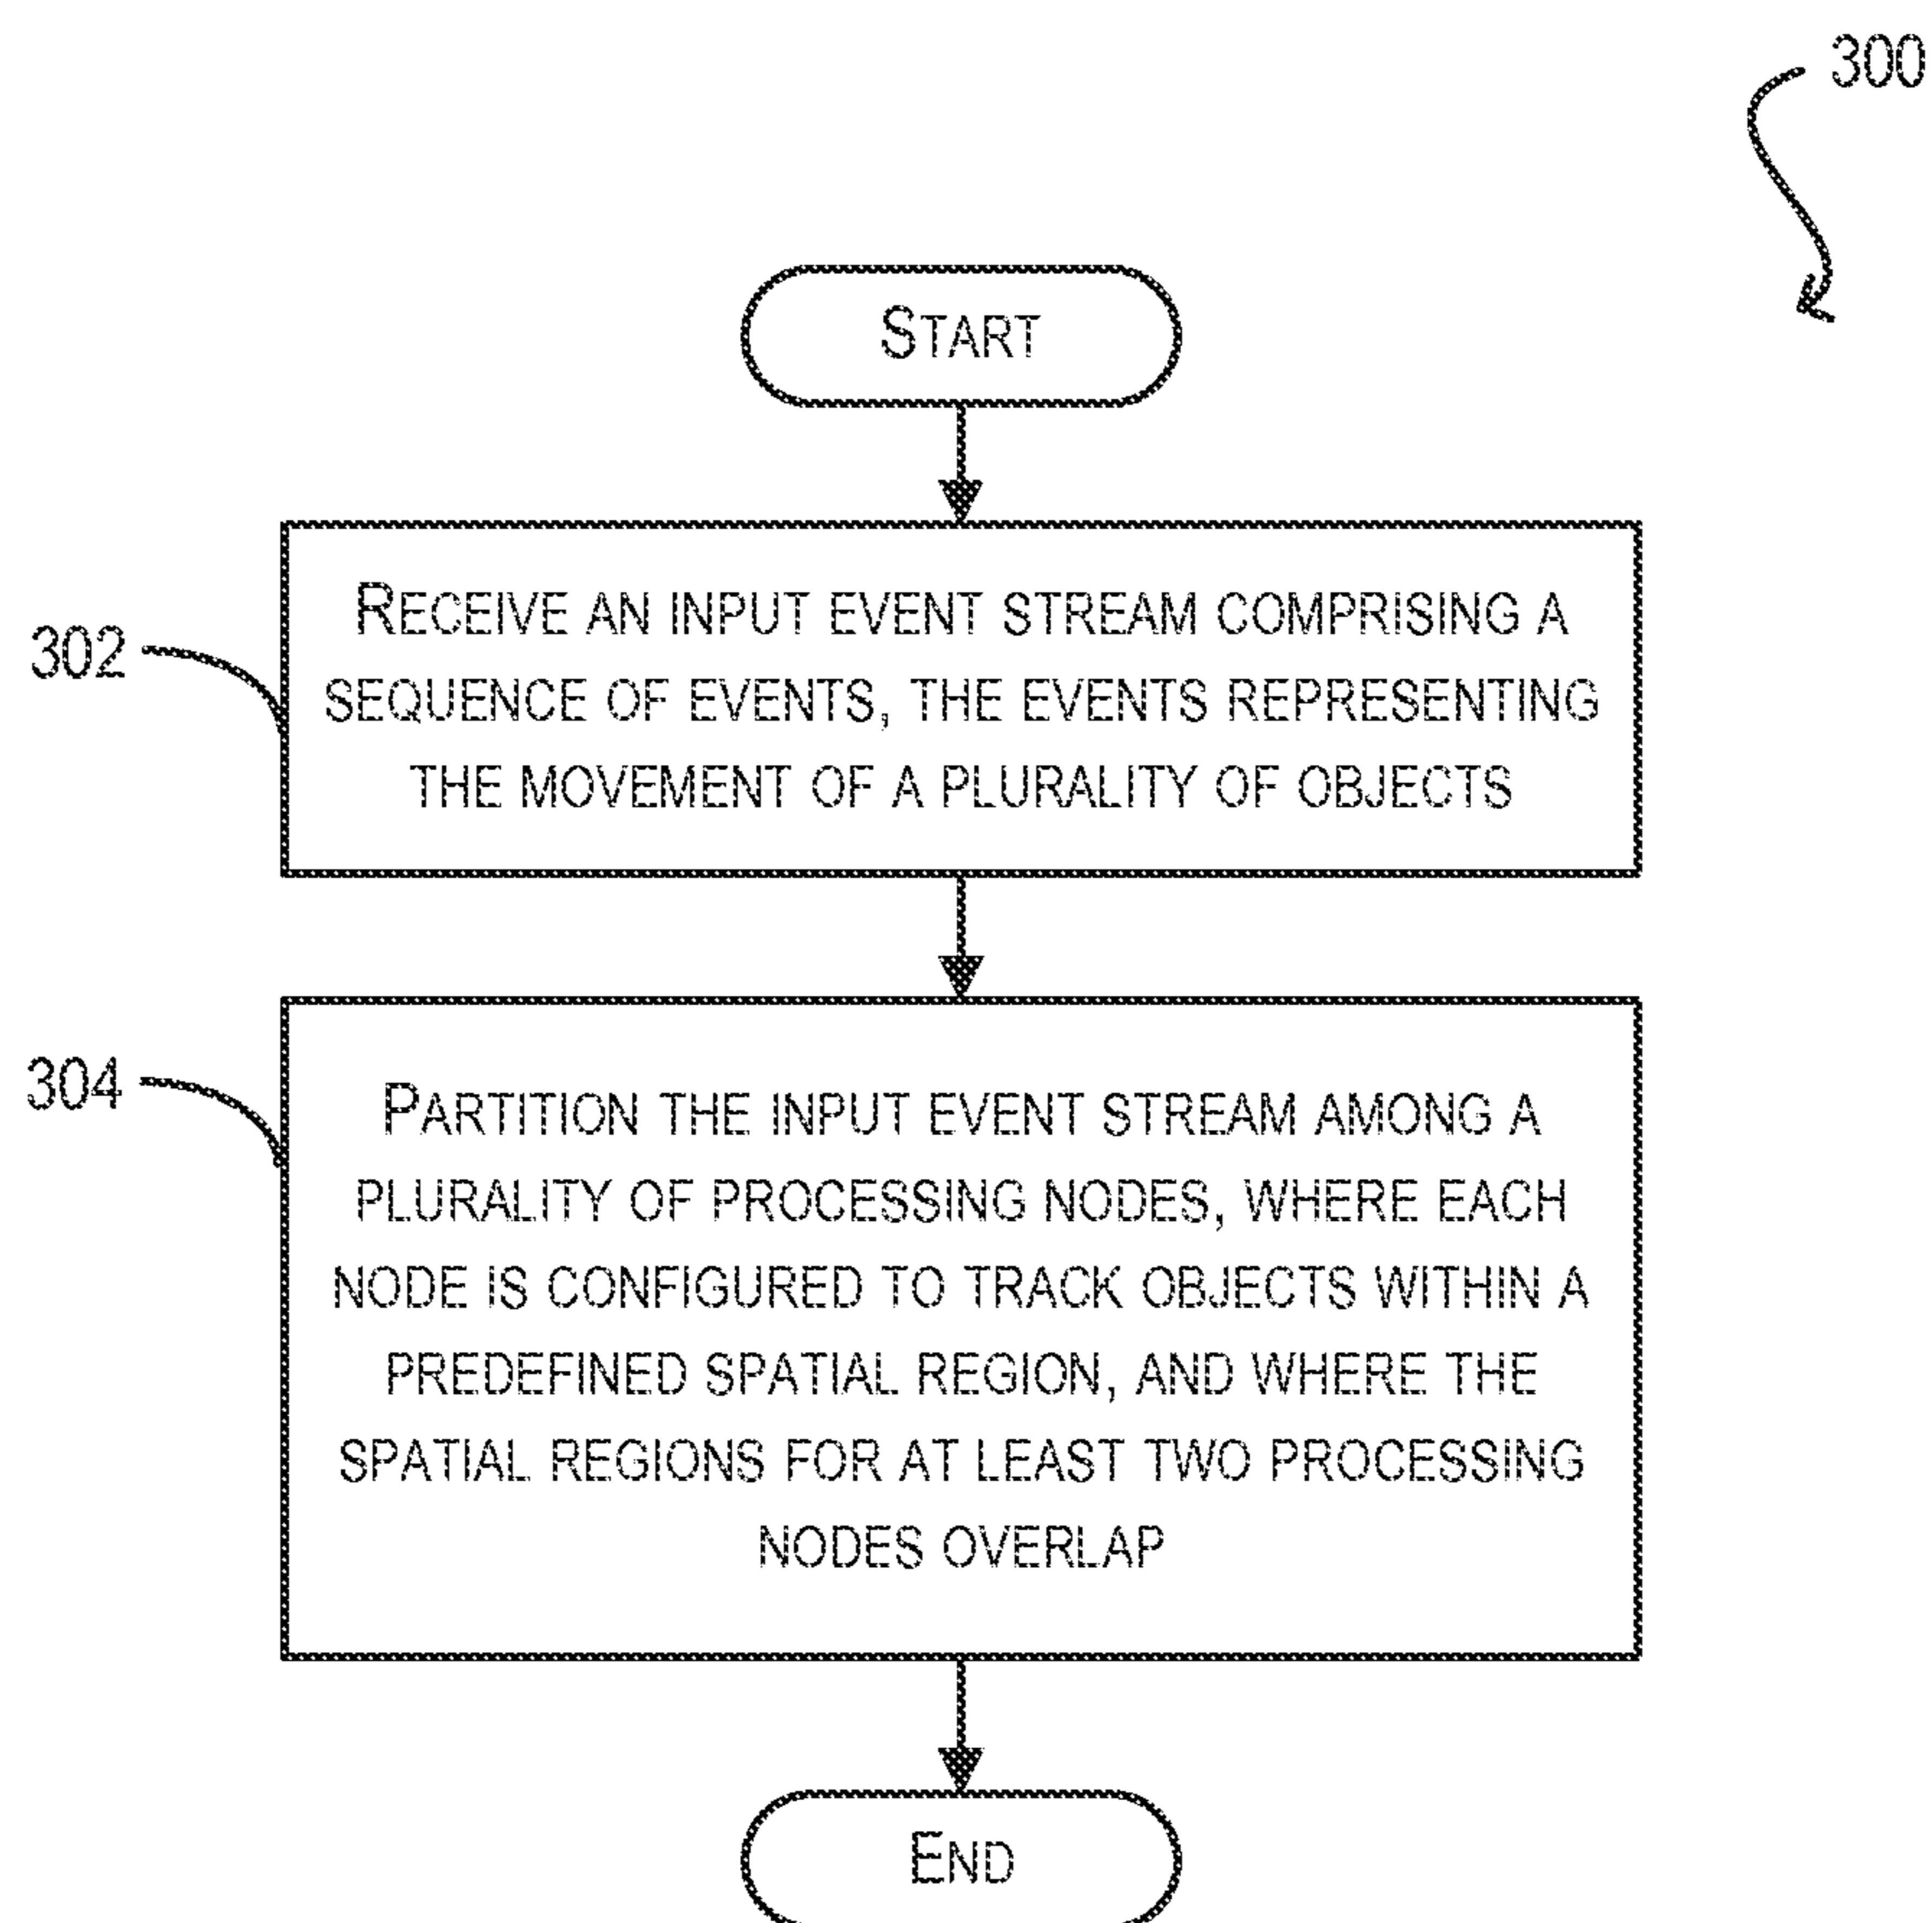 300
START
302
RECEIVE AN INPUT EVENT STREAM COMPRISING A
SEQUENCE OF EVENTS, THE EVENTS REPRESENTING
THE MOVEMENT OF A PLURALITY OF OBJECTS
304
PARTITION THE INPUT EVENT STREAM AMONG A
PLURALITY OF PROCESSING NODES, WHERE EACH
NODE IS CONFIGURED TO TRACK OBJECTS WITHIN A
PREDEFINED SPATIAL REGION, AND WHERE THE
SPATIAL REGIONS FOR AT LEAST TWO PROCESSING
NODES OVERLAP
END